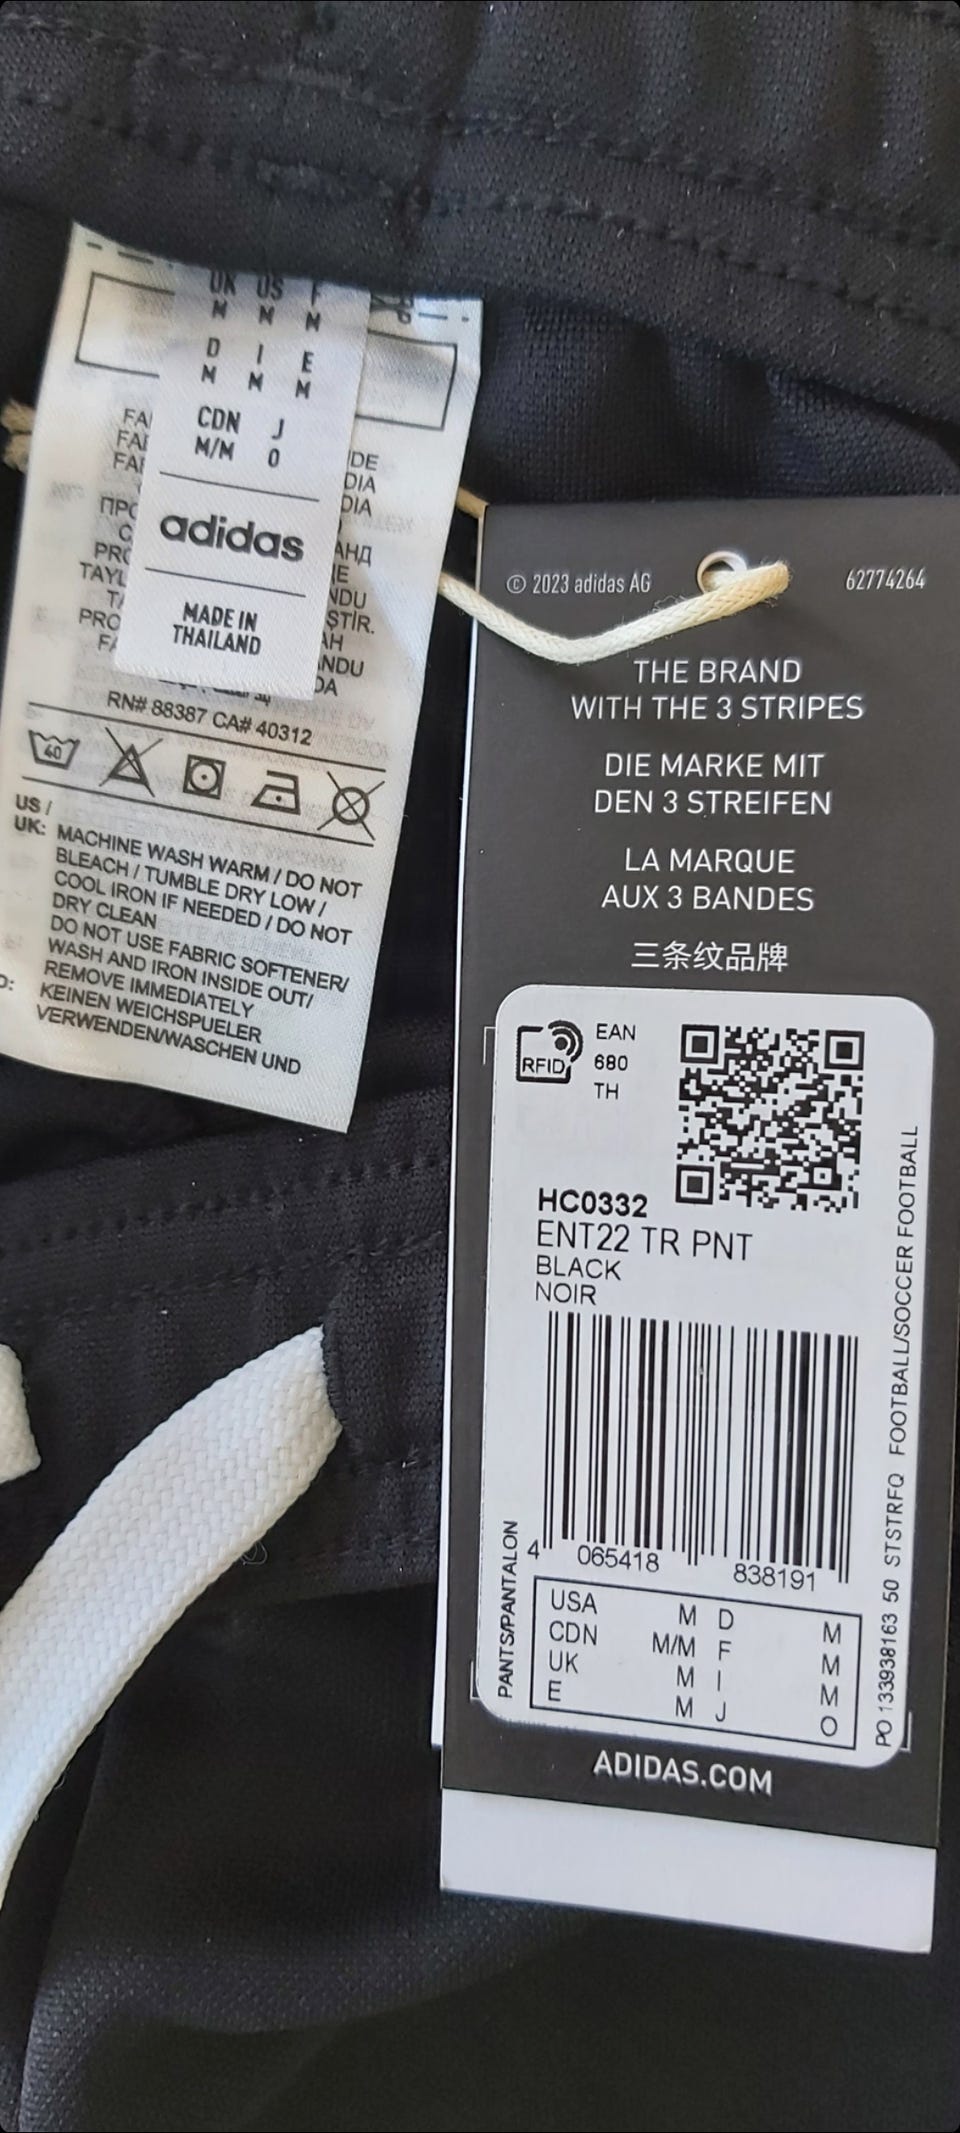 UK US F
M M M
D I E
M M M
CDN J
M/M O
adidas
MADE IN
THAILAND
RN# 88387 CA# 40312
40
US /
UK: MACHINE WASH WARM / DO NOT
BLEACH / TUMBLE DRY LOW /
COOL IRON IF NEEDED / DO NOT
DRY CLEAN
DO NOT USE FABRIC SOFTENER/
WASH AND IRON INSIDE OUT/
REMOVE IMMEDIATELY
D: KEINEN WEICHSPUELER
VERWENDEN/WASCHEN UND
© 2023 adidas AG 62774264
THE BRAND
WITH THE 3 STRIPES
DIE MARKE MIT
DEN 3 STREIFEN
LA MARQUE
AUX 3 BANDES
三条纹品牌
RFID
EAN
680
TH
HC0332
ENT22 TR PNT
BLACK
NOIR
4 065418 838191
PANTS/PANTALON
USA M D M
CDN M/M F M
UK M I M
E M J O
PO 133938163 50 STSTRFQ FOOTBALL/SOCCER FOOTBALL
ADIDAS.COM